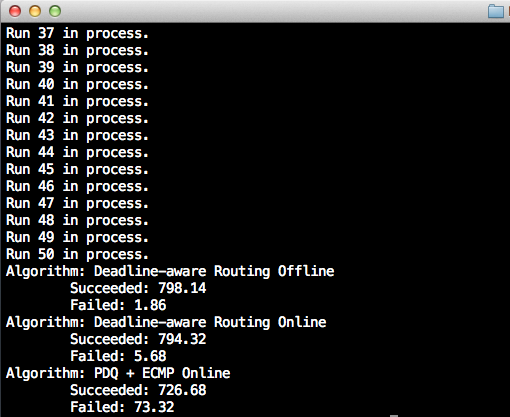 Run 37 in process.
Run 38 in process.
Run 39 in process.
Run 40 in process.
Run 41 in process.
Run 42 in process.
Run 43 in process.
Run 44 in process.
Run 45 in process.
Run 46 in process.
Run 47 in process.
Run 48 in process.
Run 49 in process.
Run 50 in process.
Algorithm: Deadline-aware Routing Offline
Succeeded: 798.14
Failed: 1.86
Algorithm: Deadline-aware Routing Online
Succeeded: 794.32
Failed: 5.68
Algorithm: PDQ + ECMP Online
Succeeded: 726.68
Failed: 73.32